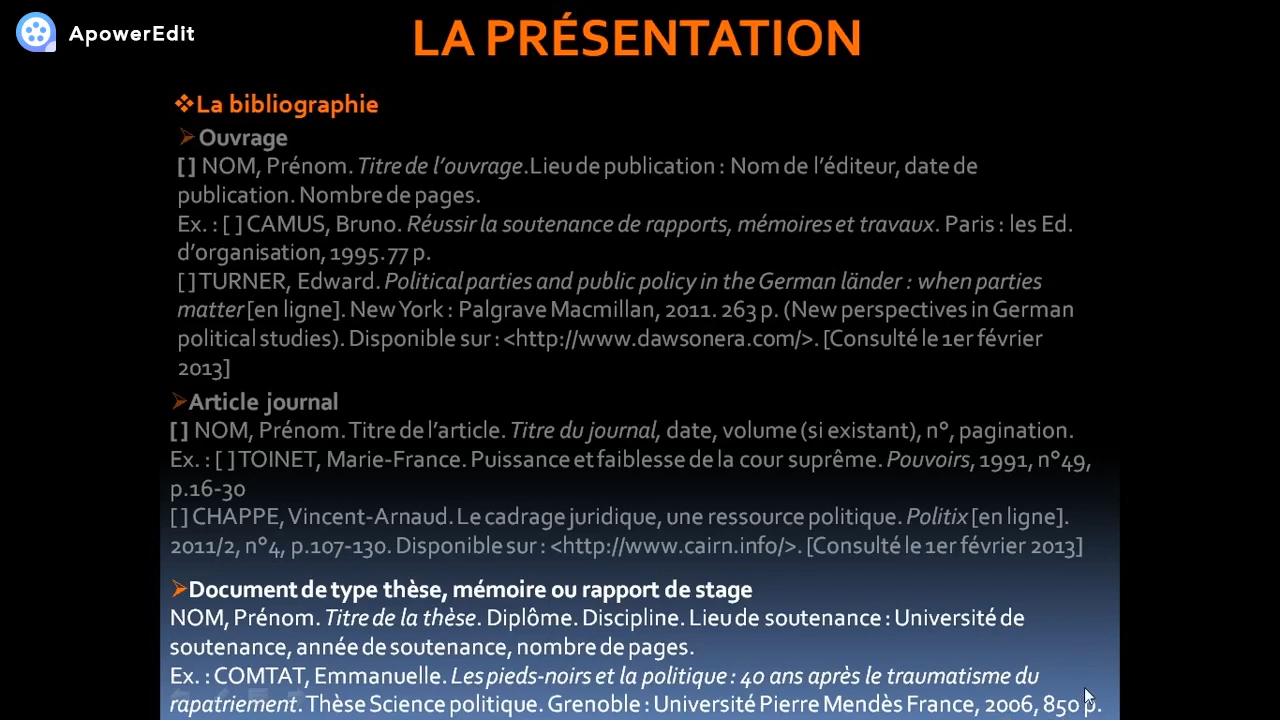 ApowerEdit
LA PRÉSENTATION
❖La bibliographie
➢Ouvrage
[] NOM, Prénom. Titre de l’ouvrage.Lieu de publication : Nom de l’éditeur, date de
publication. Nombre de pages.
Ex. : [ ] CAMUS, Bruno. Réussir la soutenance de rapports, mémoires et travaux. Paris : les Ed.
d’organisation, 1995. 77 p.
[ ] TURNER, Edward. Political parties and public policy in the German länder : when parties
matter [en ligne]. New York : Palgrave Macmillan, 2011. 263 p. (New perspectives in German
political studies). Disponible sur : <http://www.dawsonera.com/>. [Consulté le 1er février
2013]
➢Article journal
[ ] NOM, Prénom. Titre de l’article. Titre du journal, date, volume (si existant), n°, pagination.
Ex. : [ ] TOINET, Marie-France. Puissance et faiblesse de la cour suprême. Pouvoirs, 1991, n°49,
p.16-30
[ ] CHAPPE, Vincent-Arnaud. Le cadrage juridique, une ressource politique. Politix [en ligne].
2011/2, n°4, p.107-130. Disponible sur : <http://www.cairn.info/>. [Consulté le 1er février 2013]
➢Document de type thèse, mémoire ou rapport de stage
NOM, Prénom. Titre de la thèse. Diplôme. Discipline. Lieu de soutenance : Université de
soutenance, année de soutenance, nombre de pages.
Ex. : COMTAT, Emmanuelle. Les pieds-noirs et la politique : 40 ans après le traumatisme du
rapatriement. Thèse Science politique. Grenoble : Université Pierre Mendès France, 2006, 850 p.